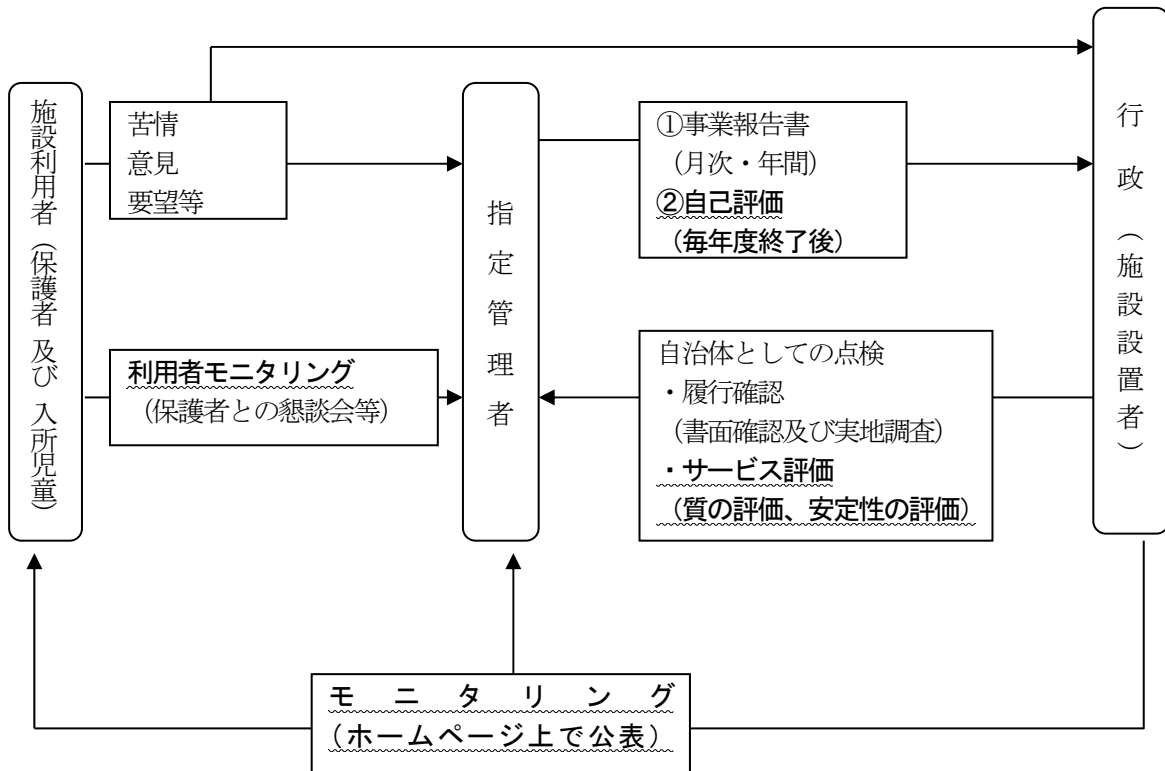 施設利用者（保護者 及び 入所児童）
苦情
意見
要望等
利用者モニタリング
（保護者との懇談会等）
指定管理者
①事業報告書
（月次・年間）
②自己評価
（毎年度終了後）
自治体としての点検
・履行確認
（書面確認及び実地調査）
・サービス評価
（質の評価、安定性の評価）
行政（施設設置者）
モニタリング
（ホームページ上で公表）